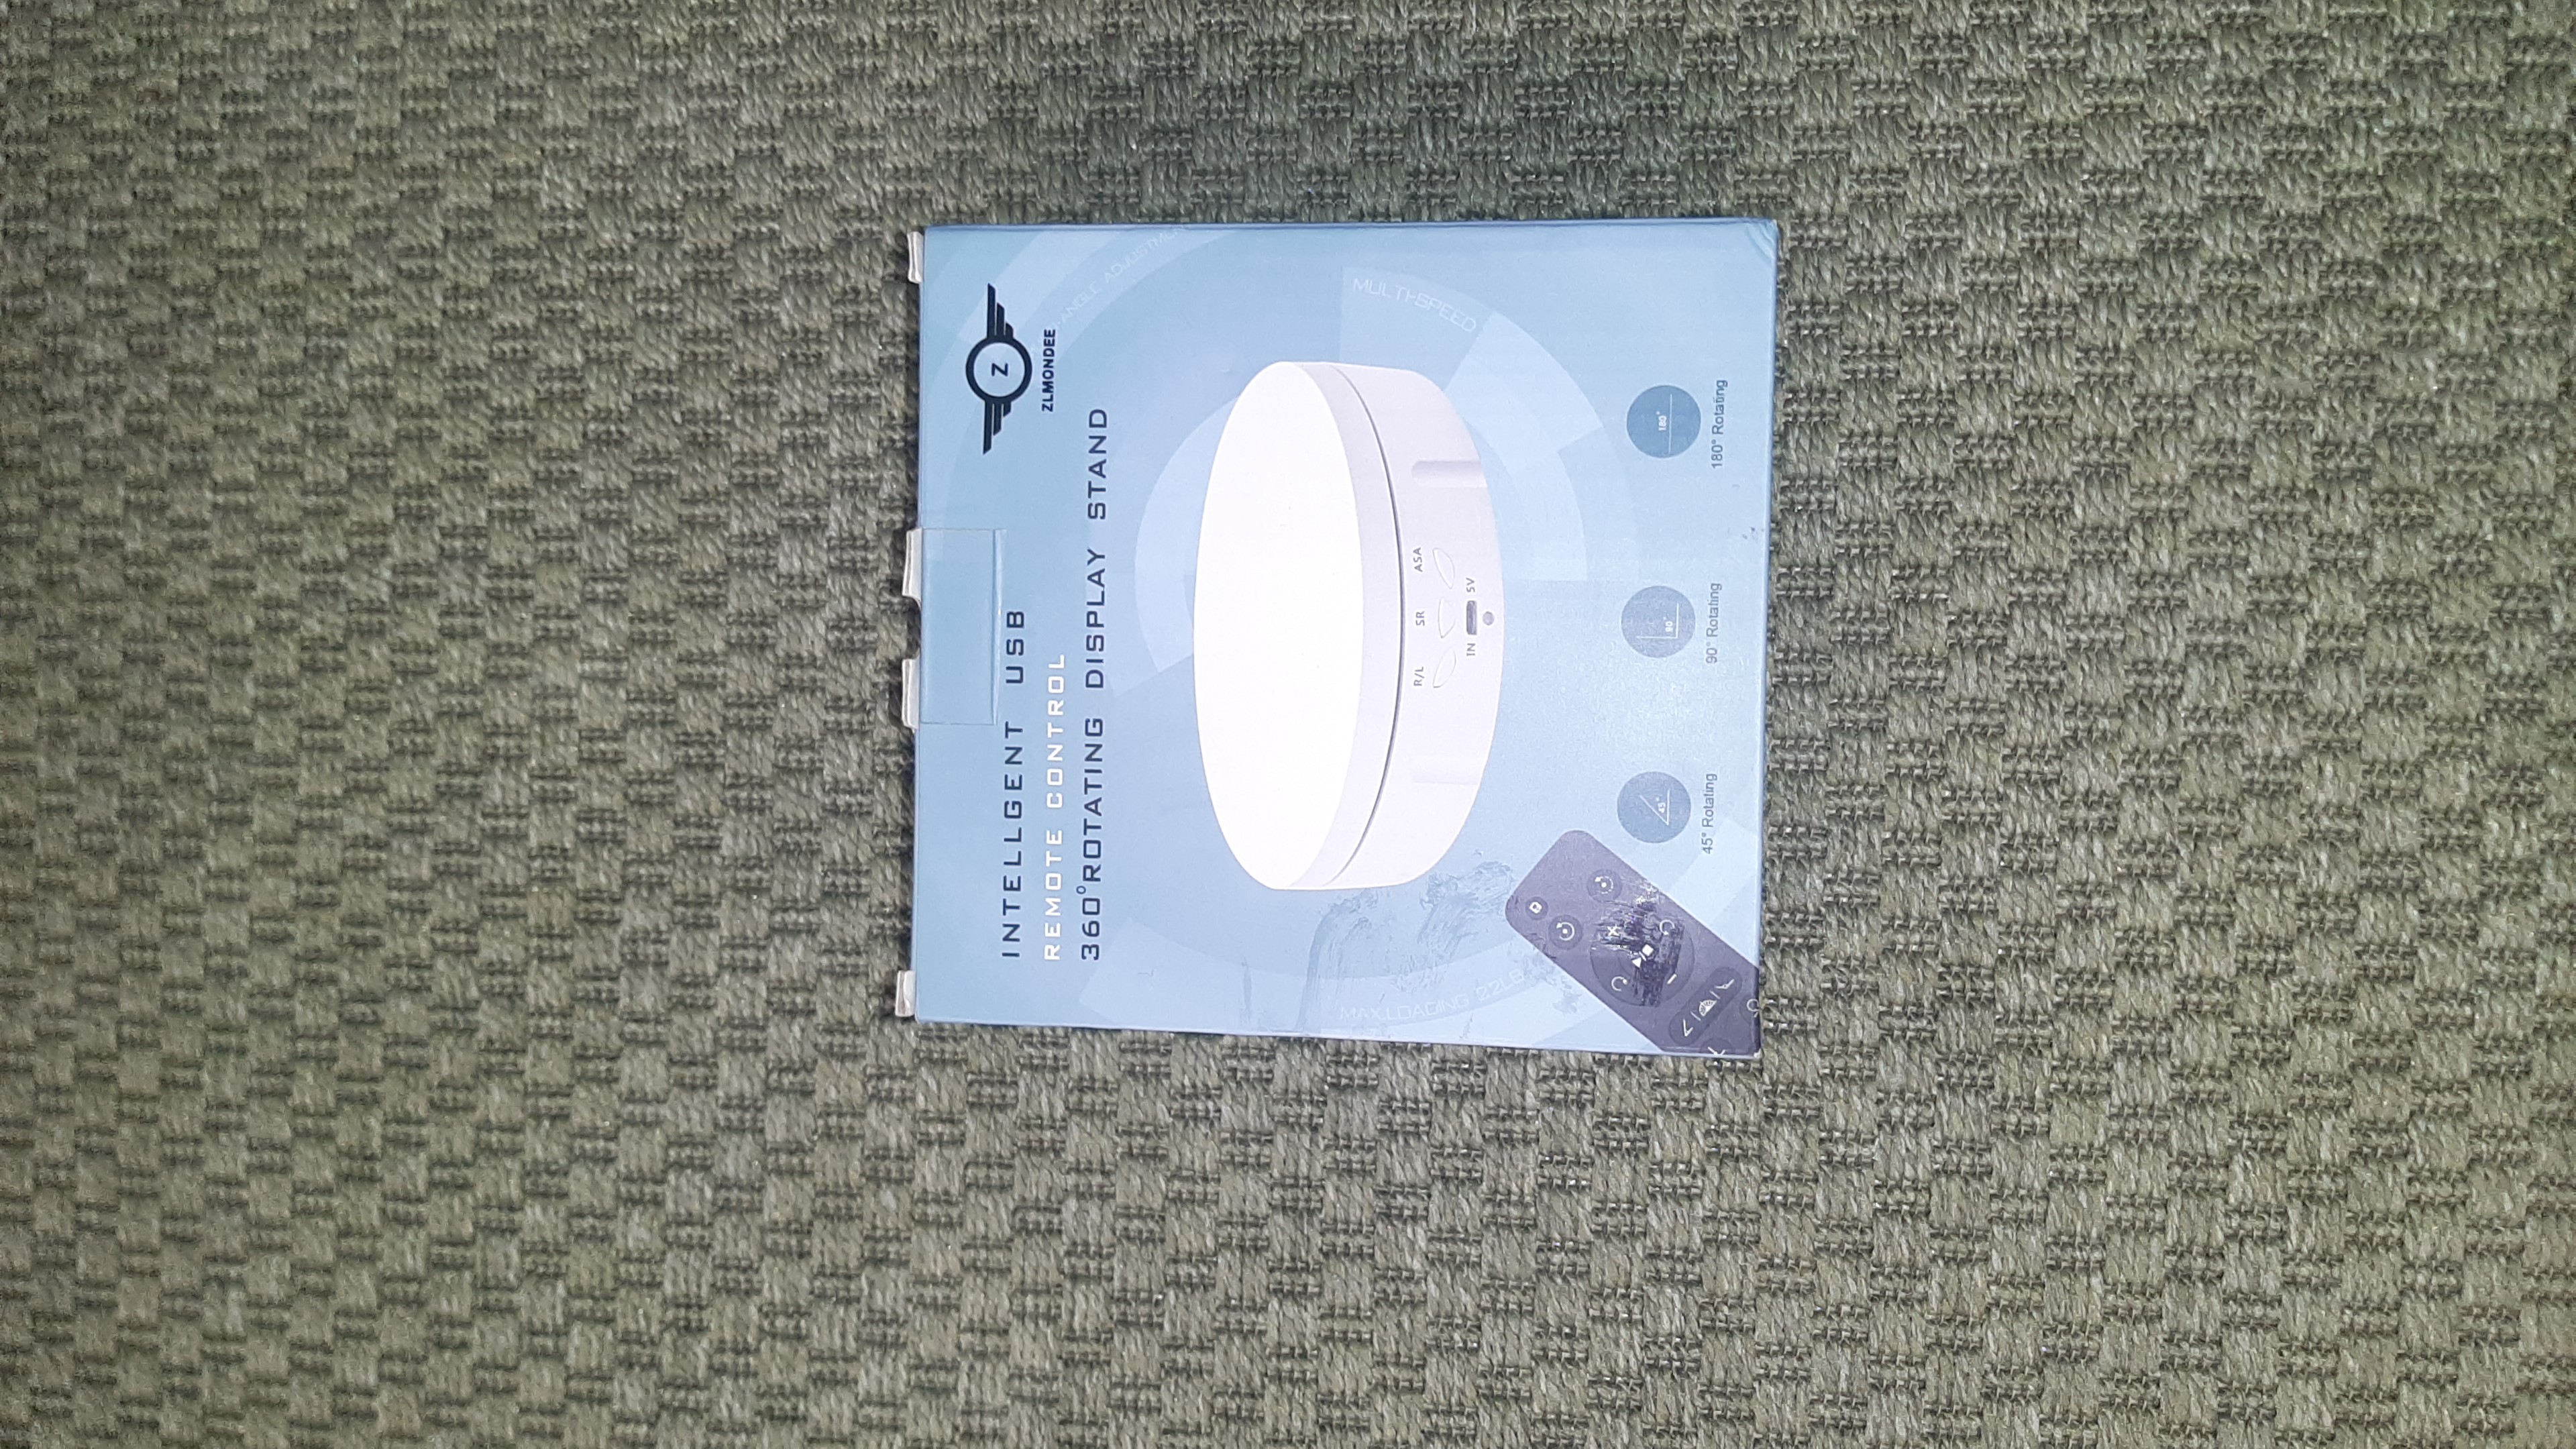 INTELLGENT USB
REMOTE CONTROL
360°ROTATING DISPLAY STAND
Z
ZLMONDEE
MULTI-SPEED
R/L SR ASA
IN 5V
45°
90°
180°
45° Rotating
90° Rotating
180° Rotating